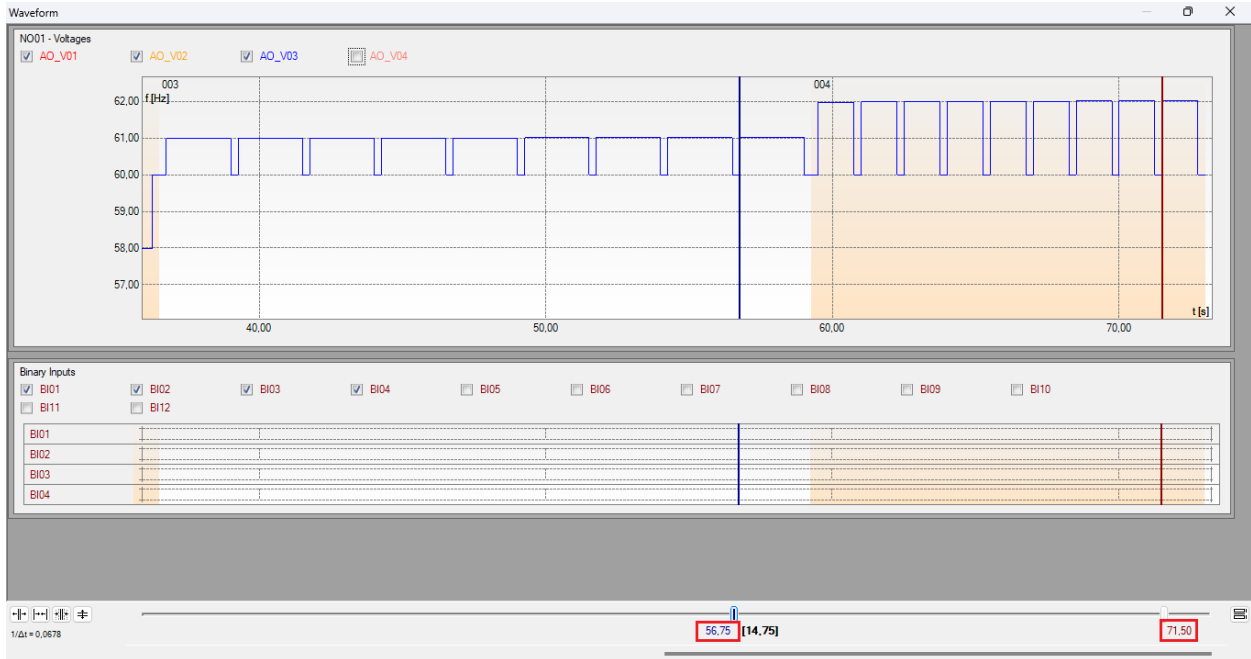 Waveform
NO01 - Voltages
AO_V01 AO_V02 AO_V03 AO_V04
003 004
f [Hz]
62,00
61,00
60,00
59,00
58,00
57,00
t [s]
40,00 50,00 60,00 70,00
Binary Inputs
BI01 BI02 BI03 BI04 BI05 BI06 BI07 BI08 BI09 BI10
BI11 BI12
BI01
BI02
BI03
BI04
1/Δt = 0,0678
56,75 [14,75] 71,50